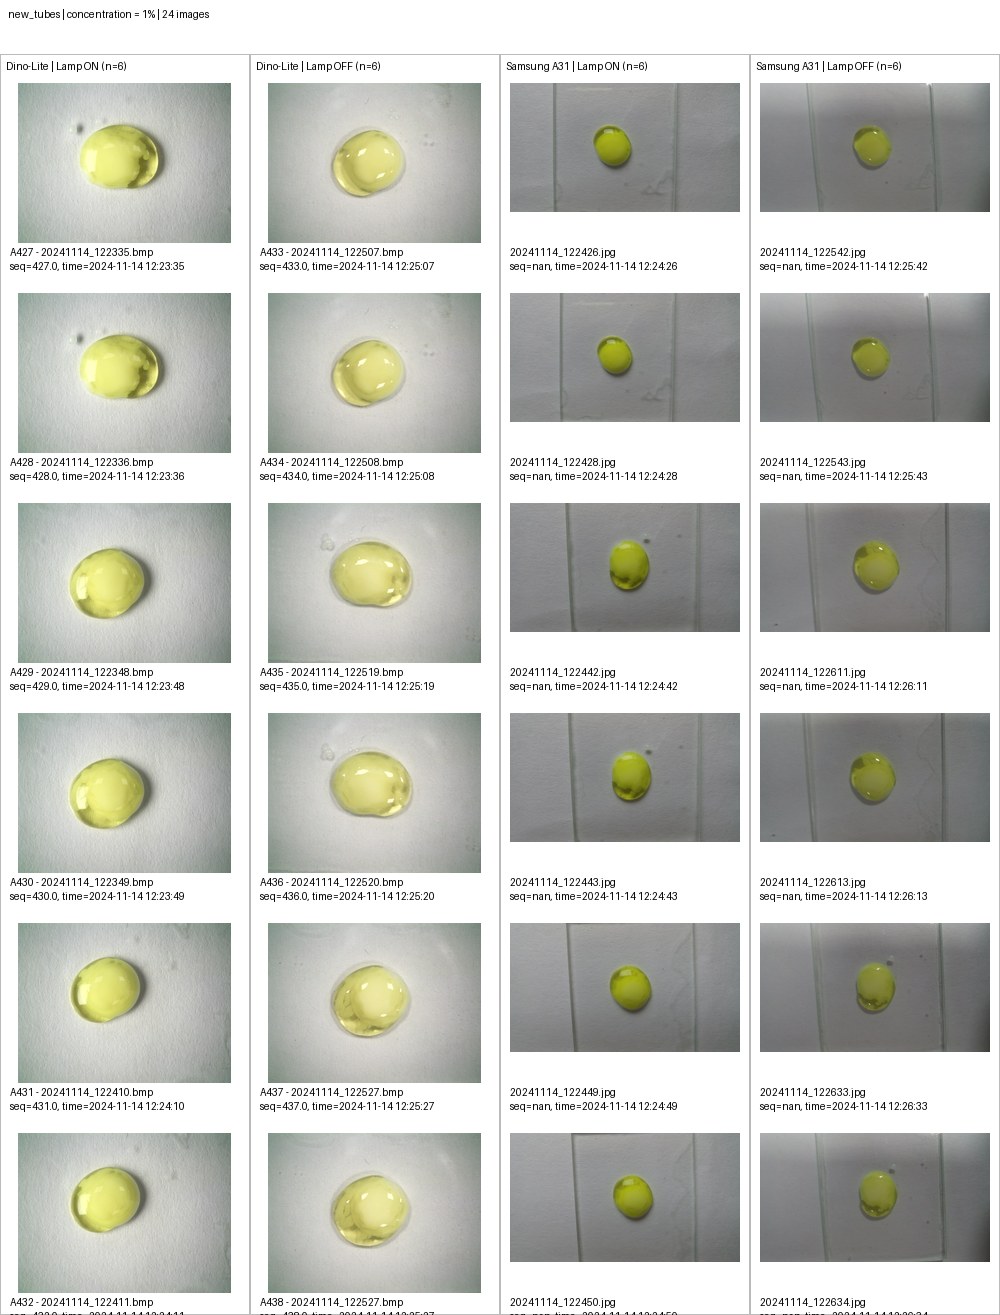 new_tubes | concentration = 1% | 24 images
Dino-Lite | Lamp ON (n=6)
Dino-Lite | Lamp OFF (n=6)
Samsung A31 | Lamp ON (n=6)
Samsung A31 | Lamp OFF (n=6)
A427 - 20241114_122335.bmp
seq=427.0, time=2024-11-14 12:23:35
A433 - 20241114_122507.bmp
seq=433.0, time=2024-11-14 12:25:07
20241114_122426.jpg
seq=nan, time=2024-11-14 12:24:26
20241114_122542.jpg
seq=nan, time=2024-11-14 12:25:42
A428 - 20241114_122336.bmp
seq=428.0, time=2024-11-14 12:23:36
A434 - 20241114_122508.bmp
seq=434.0, time=2024-11-14 12:25:08
20241114_122428.jpg
seq=nan, time=2024-11-14 12:24:28
20241114_122543.jpg
seq=nan, time=2024-11-14 12:25:43
A429 - 20241114_122348.bmp
seq=429.0, time=2024-11-14 12:23:48
A435 - 20241114_122519.bmp
seq=435.0, time=2024-11-14 12:25:19
20241114_122442.jpg
seq=nan, time=2024-11-14 12:24:42
20241114_122611.jpg
seq=nan, time=2024-11-14 12:26:11
A430 - 20241114_122349.bmp
seq=430.0, time=2024-11-14 12:23:49
A436 - 20241114_122520.bmp
seq=436.0, time=2024-11-14 12:25:20
20241114_122443.jpg
seq=nan, time=2024-11-14 12:24:43
20241114_122613.jpg
seq=nan, time=2024-11-14 12:26:13
A431 - 20241114_122410.bmp
seq=431.0, time=2024-11-14 12:24:10
A437 - 20241114_122527.bmp
seq=437.0, time=2024-11-14 12:25:27
20241114_122449.jpg
seq=nan, time=2024-11-14 12:24:49
20241114_122633.jpg
seq=nan, time=2024-11-14 12:26:33
A432 - 20241114_122411.bmp
A438 - 20241114_122527.bmp
20241114_122450.jpg
20241114_122634.jpg